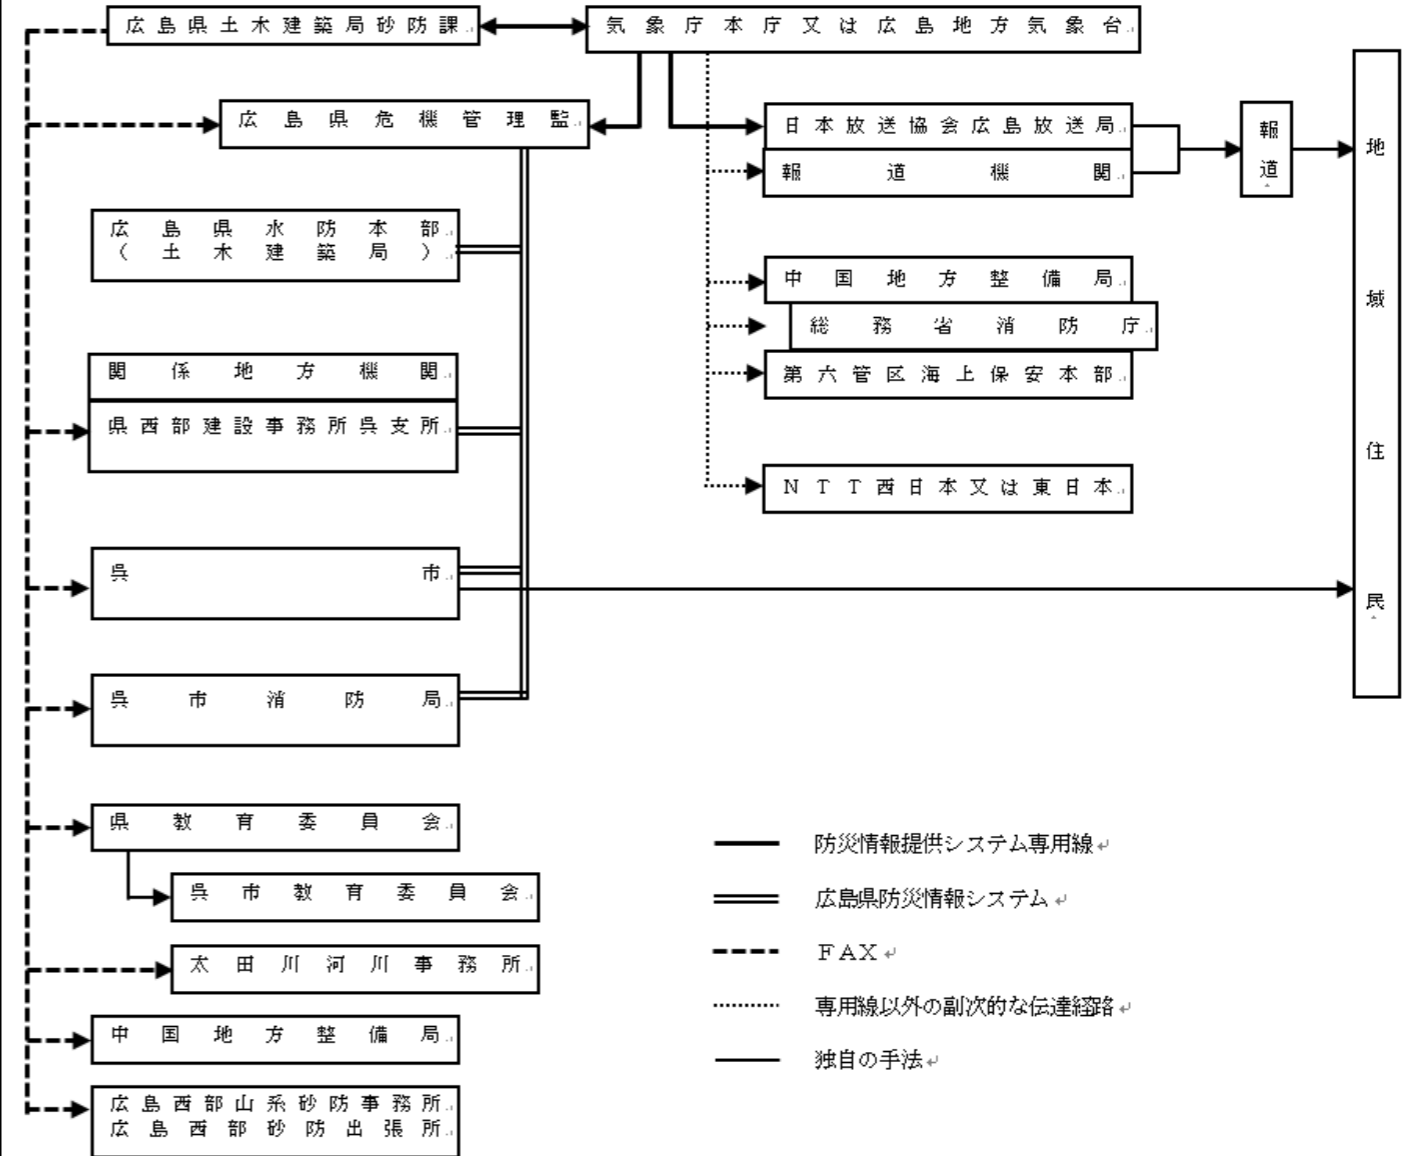 広島県土木建築局砂防課
気象庁本庁又は広島地方気象台
広島県危機管理監
日本放送協会広島放送局
報道機関
報道
地域住民
広島県水防本部
（土木建築局）
中国地方整備局
総務省消防庁
第六管区海上保安本部
関係地方機関
県西部建設事務所呉支所
NTT西日本又は東日本
呉市
呉市消防局
県教育委員会
呉市教育委員会
太田川河川事務所
中国地方整備局
広島西部山系砂防事務所
広島西部砂防出張所
防災情報提供システム専用線
広島県防災情報システム
FAX
専用線以外の副次的な伝達経路
独自の手法